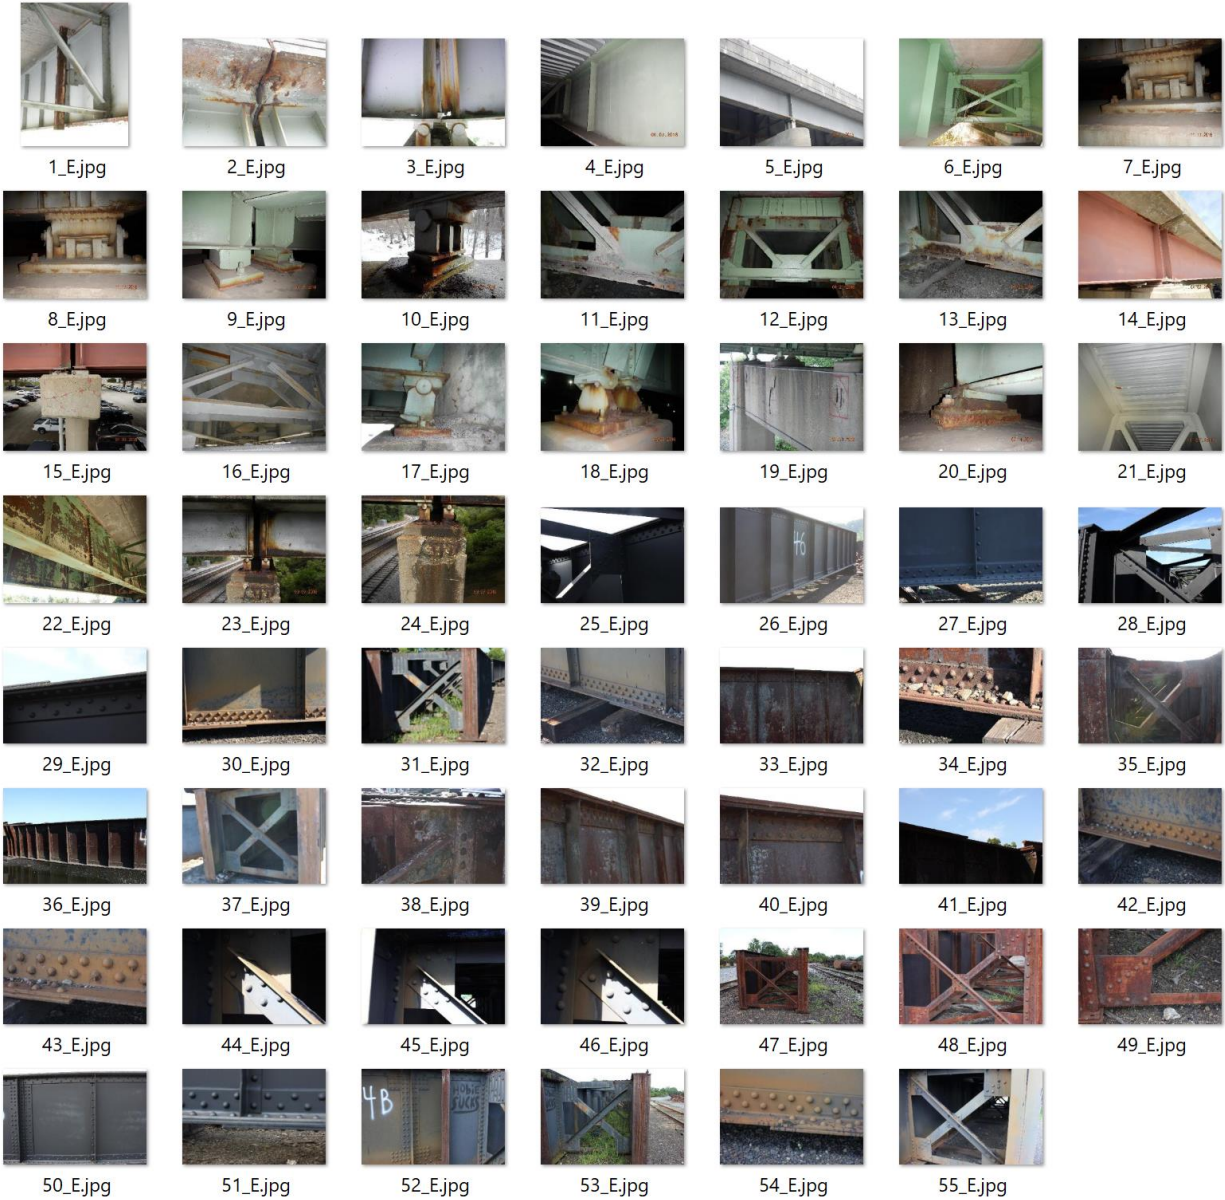 1_E.jpg 2_E.jpg 3_E.jpg 4_E.jpg 5_E.jpg 6_E.jpg 7_E.jpg
8_E.jpg 9_E.jpg 10_E.jpg 11_E.jpg 12_E.jpg 13_E.jpg 14_E.jpg
15_E.jpg 16_E.jpg 17_E.jpg 18_E.jpg 19_E.jpg 20_E.jpg 21_E.jpg
46
22_E.jpg 23_E.jpg 24_E.jpg 25_E.jpg 26_E.jpg 27_E.jpg 28_E.jpg
29_E.jpg 30_E.jpg 31_E.jpg 32_E.jpg 33_E.jpg 34_E.jpg 35_E.jpg
36_E.jpg 37_E.jpg 38_E.jpg 39_E.jpg 40_E.jpg 41_E.jpg 42_E.jpg
43_E.jpg 44_E.jpg 45_E.jpg 46_E.jpg 47_E.jpg 48_E.jpg 49_E.jpg
4B HOBIE
SUCKS
50_E.jpg 51_E.jpg 52_E.jpg 53_E.jpg 54_E.jpg 55_E.jpg